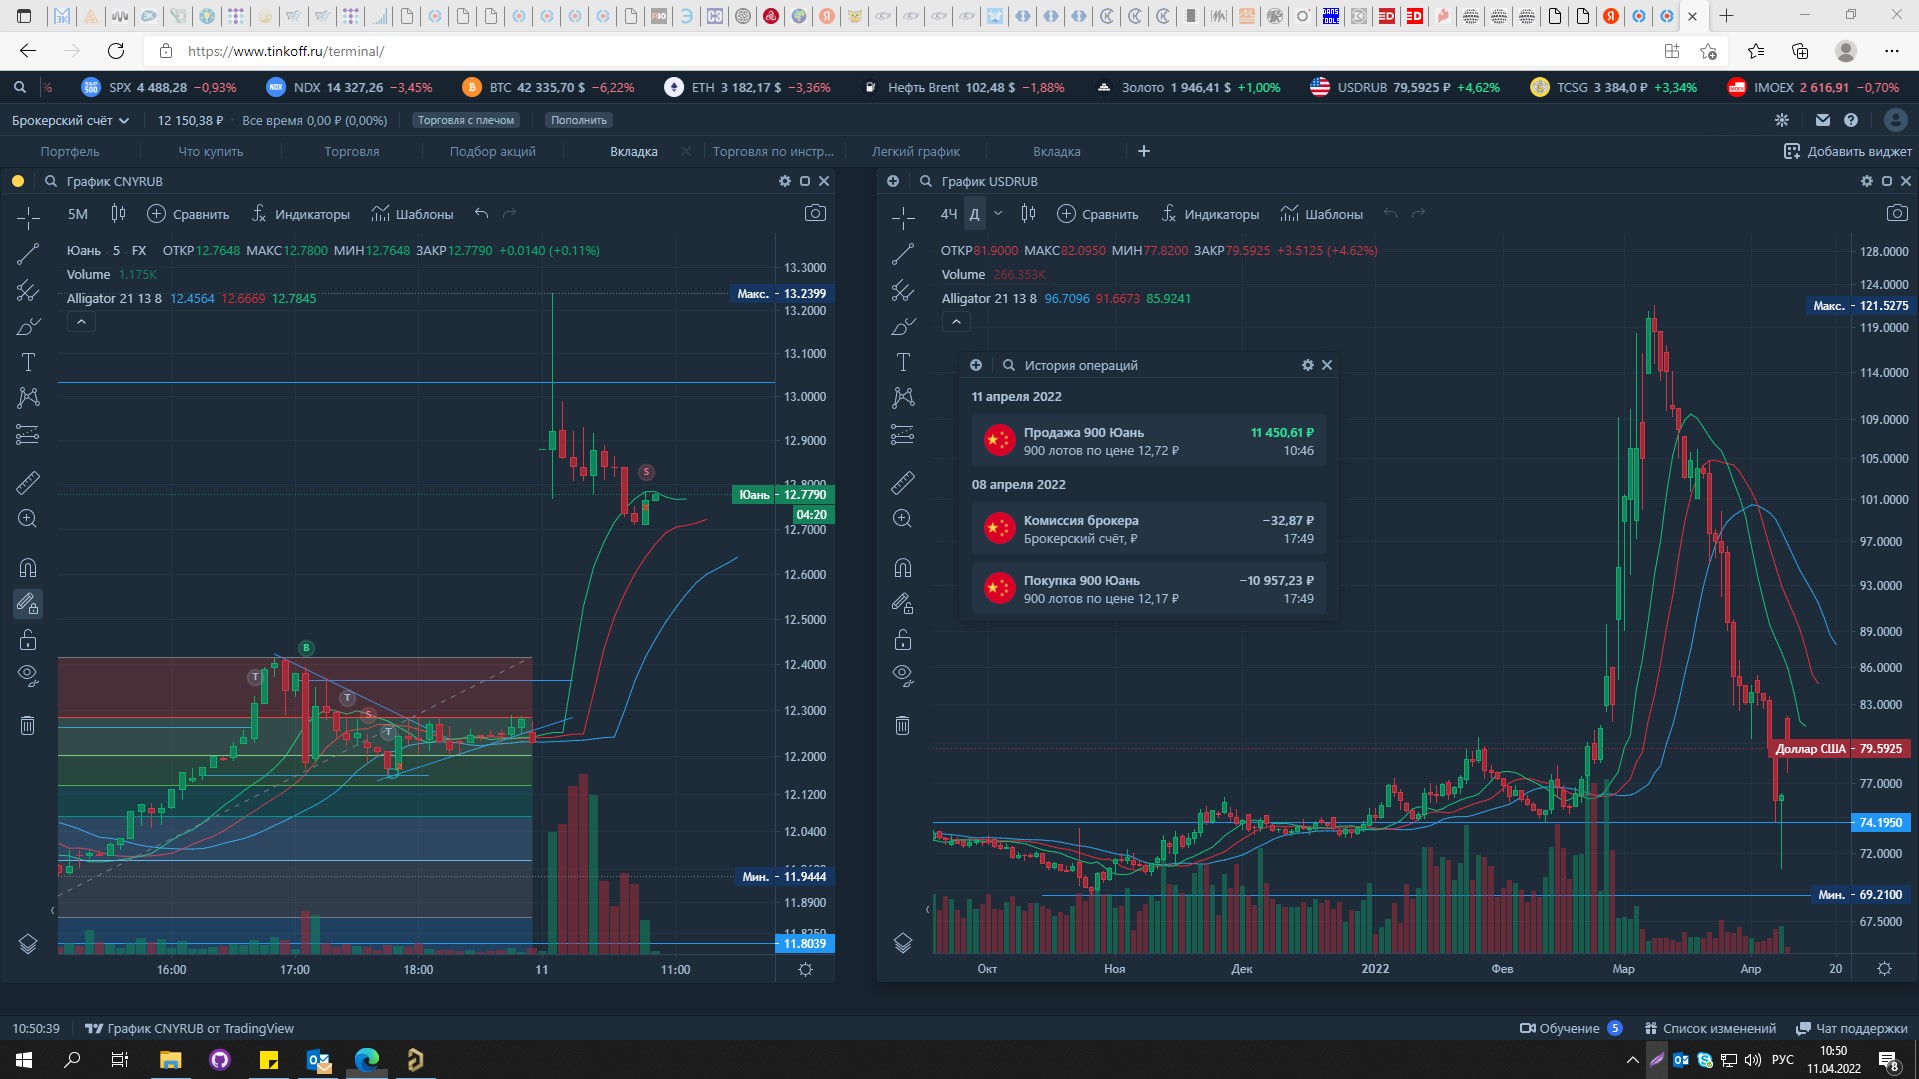 https://www.tinkoff.ru/terminal/
% SPX 4 488,28 −0,93% NDX 14 327,26 −3,45% BTC 42 335,70 $ −6,22% ETH 3 182,17 $ −3,36% Нефть Brent 102,48 $ −1,88% Золото 1 946,41 $ +1,00% USDRUB 79,5925 ₽ +4,62% TCSG 3 384,0 ₽ +3,34% IMOEX 2 616,91 −0,70%
Брокерский счёт 12 150,38 ₽ Все время 0,00 ₽ (0,00%) Торговля с плечом Пополнить
Портфель Что купить Торговля Подбор акций Вкладка Торговля по инстр... Легкий график Вкладка Добавить виджет
График CNYRUB
5М Сравнить Индикаторы Шаблоны
Юань 5 FX ОТКР12.7648 МАКС12.7800 МИН12.7648 ЗАКР12.7790 +0.0140 (+0.11%)
Volume 1.175K
Alligator 21 13 8 12.4564 12.6669 12.7845
13.3000
Макс. 13.2399
13.2000
13.1000
13.0000
12.9000
S
12.8000
Юань 12.7790
04:20
12.7000
12.6000
12.5000
B
12.4000
T
T
S
T
12.3000
12.2000
12.1200
12.0400
Мин. 11.9444
11.8900
11.8250
11.8039
16:00 17:00 18:00 11 11:00
График USDRUB
4Ч Д Сравнить Индикаторы Шаблоны
ОТКР81.9000 МАКС82.0950 МИН77.8200 ЗАКР79.5925 +3.5125 (+4.62%)
Volume 266.353K
Alligator 21 13 8 96.7096 91.6673 85.9241
128.0000
124.0000
Макс. 121.5275
119.0000
114.0000
109.0000
105.0000
101.0000
97.0000
93.0000
89.0000
86.0000
83.0000
Доллар США 79.5925
77.0000
74.1950
72.0000
Мин. 69.2100
67.5000
Окт Ноя Дек 2022 Фев Мар Апр 20
История операций
11 апреля 2022
Продажа 900 Юань 11 450,61 ₽
900 лотов по цене 12,72 ₽ 10:46
08 апреля 2022
Комиссия брокера −32,87 ₽
Брокерский счёт, ₽ 17:49
Покупка 900 Юань −10 957,23 ₽
900 лотов по цене 12,17 ₽ 17:49
10:50:39 График CNYRUB от TradingView Обучение 5 Список изменений Чат поддержки
РУС 10:50
11.04.2022 8